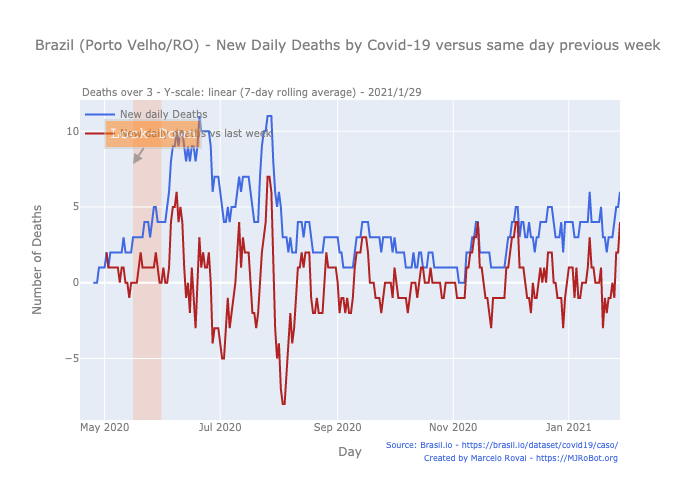 Brazil (Porto Velho/RO) - New Daily Deaths by Covid-19 versus same day previous week
Deaths over 3 - Y-scale: linear (7-day rolling average) - 2021/1/29
New daily Deaths
vs last week
Number of Deaths
10
5
0
−5
May 2020
Jul 2020
Sep 2020
Nov 2020
Jan 2021
Day
Source: Brasil.io - https://brasil.io/dataset/covid19/caso/
Created by Marcelo Rovai - https://MJRoBot.org